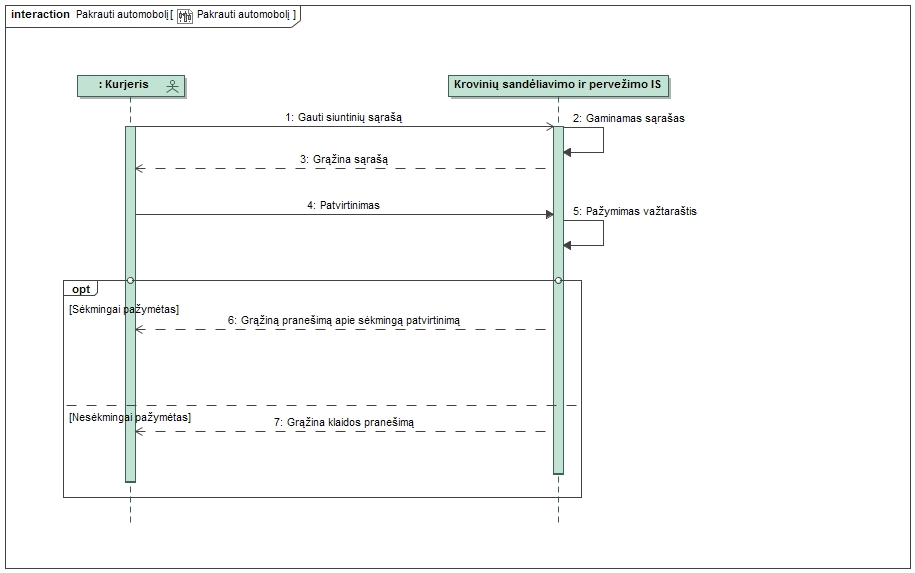 interaction Pakrauti automobolį [ Pakrauti automobolį ]
: Kurjeris
Krovinių sandėliavimo ir pervežimo IS
1: Gauti siuntinių sąrašą
2: Gaminamas sąrašas
3: Grąžina sąrašą
4: Patvirtinimas
5: Pažymimas važtaraštis
opt
[Sėkmingai pažymėtas]
6: Grąžiną pranešimą apie sėkmingą patvirtinimą
[Nesėkmingai pažymėtas]
7: Grąžina klaidos pranešimą